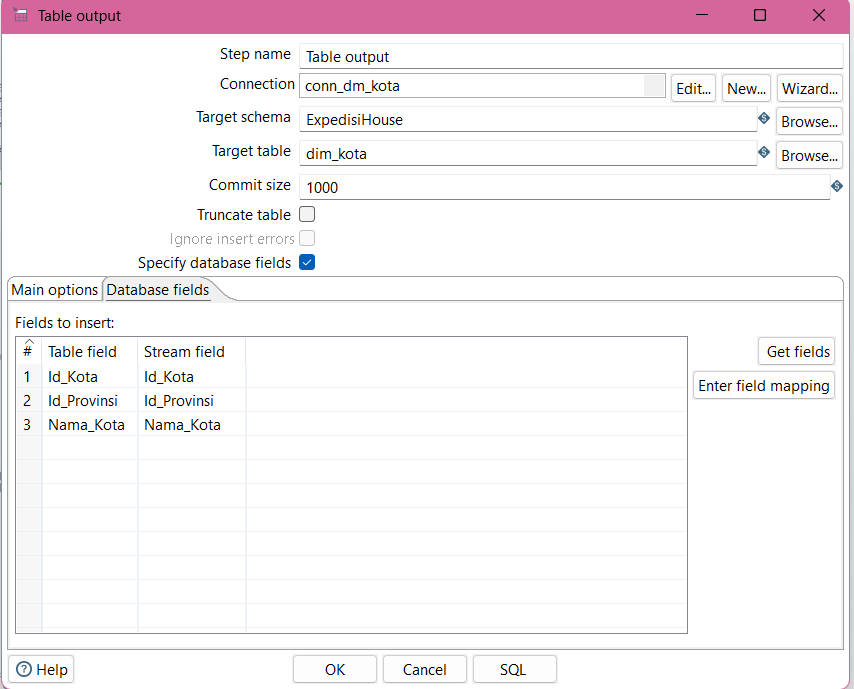 Table output
Step name Table output
Connection conn_dm_kota Edit... New... Wizard...
Target schema ExpedisiHouse Browse...
Target table dim_kota Browse...
Commit size 1000
Truncate table
Ignore insert errors
Specify database fields
Main options Database fields
Fields to insert:
# Table field Stream field Get fields
1 Id_Kota Id_Kota Enter field mapping
2 Id_Provinsi Id_Provinsi
3 Nama_Kota Nama_Kota
Help OK Cancel SQL